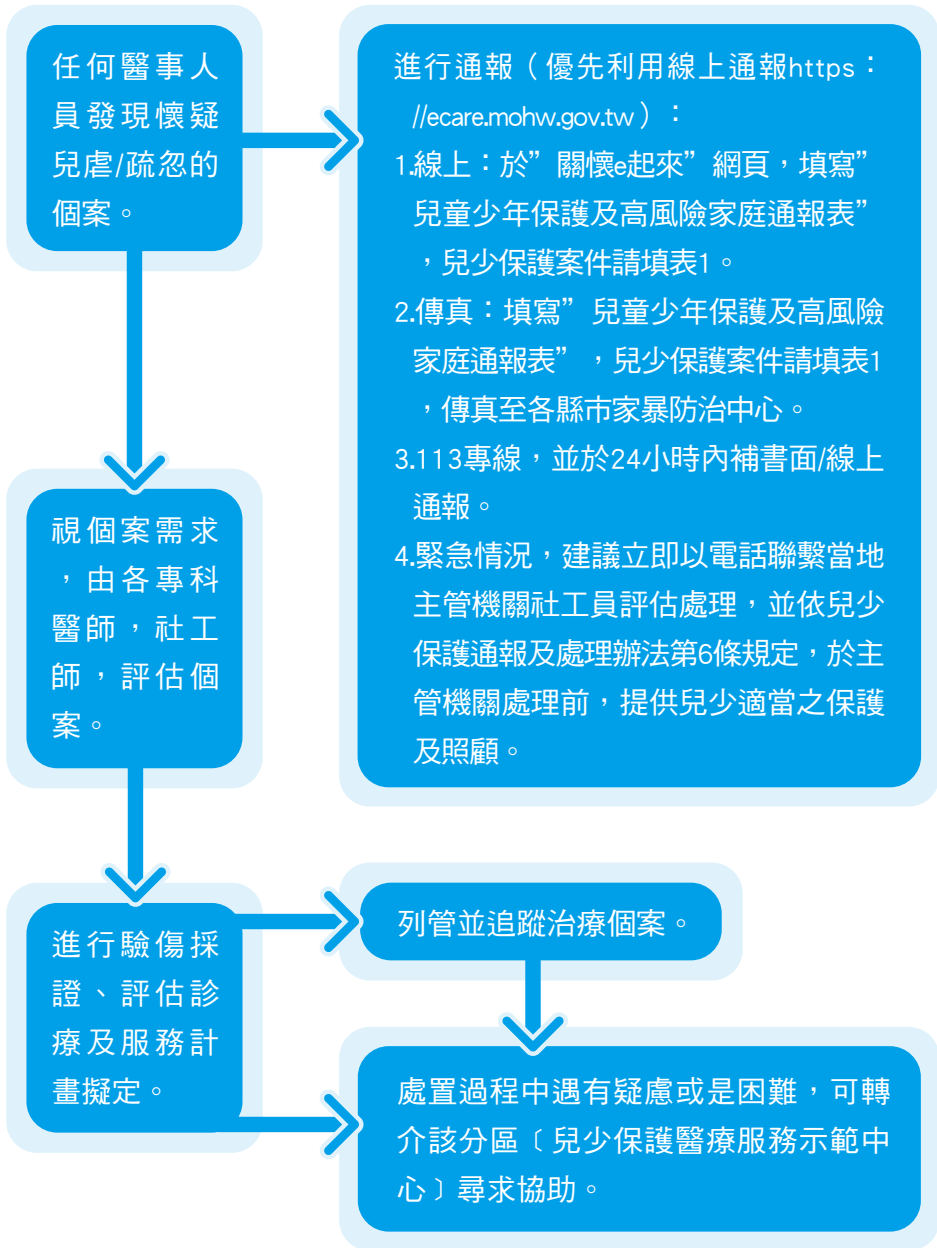 任何醫事人
員發現懷疑
兒虐/疏忽的
個案。
進行通報（優先利用線上通報https：
//ecare.mohw.gov.tw）：
1.線上：於”關懷e起來”網頁，填寫”
兒童少年保護及高風險家庭通報表”
，兒少保護案件請填表1。
2.傳真：填寫”兒童少年保護及高風險
家庭通報表”，兒少保護案件請填表1
，傳真至各縣市家暴防治中心。
3.113專線，並於24小時內補書面/線上
通報。
4.緊急情況，建議立即以電話聯繫當地
主管機關社工員評估處理，並依兒少
保護通報及處理辦法第6條規定，於主
管機關處理前，提供兒少適當之保護
及照顧。
視個案需求
，由各專科
醫師，社工
師，評估個
案。
進行驗傷採
證、評估診
療及服務計
畫擬定。
列管並追蹤治療個案。
處置過程中遇有疑慮或是困難，可轉
介該分區﹝兒少保護醫療服務示範中
心﹞尋求協助。